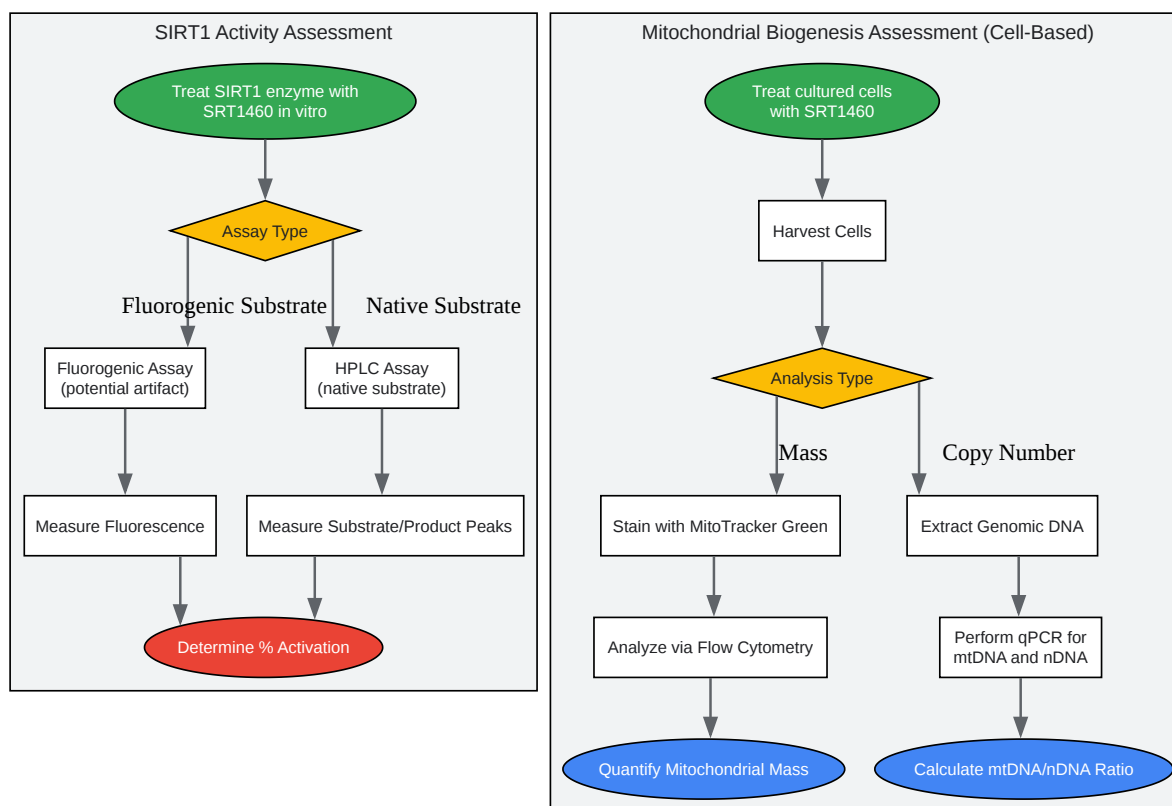 SIRT1 Activity Assessment
Treat SIRT1 enzyme with
SRT1460 in vitro
Assay Type
Fluorogenic Substrate
Native Substrate
Fluorogenic Assay
(potential artifact)
HPLC Assay
(native substrate)
Measure Fluorescence
Measure Substrate/Product Peaks
Determine % Activation
Mitochondrial Biogenesis Assessment (Cell-Based)
Treat cultured cells
with SRT1460
Harvest Cells
Analysis Type
Mass
Copy Number
Stain with MitoTracker Green
Extract Genomic DNA
Analyze via Flow Cytometry
Perform qPCR for
mtDNA and nDNA
Quantify Mitochondrial Mass
Calculate mtDNA/nDNA Ratio